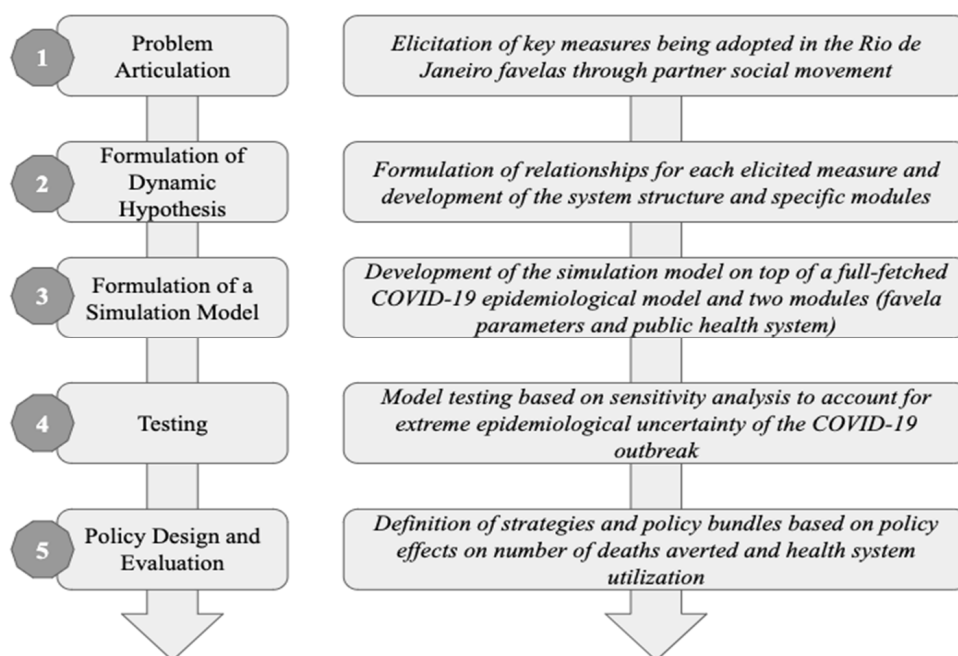 1
Problem
Articulation
Elicitation of key measures being adopted in the Rio de
Janeiro favelas through partner social movement
2
Formulation of
Dynamic
Hypothesis
Formulation of relationships for each elicited measure and
development of the system structure and specific modules
3
Formulation of a
Simulation Model
Development of the simulation model on top of a full-fetched
COVID-19 epidemiological model and two modules (favela
parameters and public health system)
4
Testing
Model testing based on sensitivity analysis to account for
extreme epidemiological uncertainty of the COVID-19
outbreak
5
Policy Design and
Evaluation
Definition of strategies and policy bundles based on policy
effects on number of deaths averted and health system
utilization